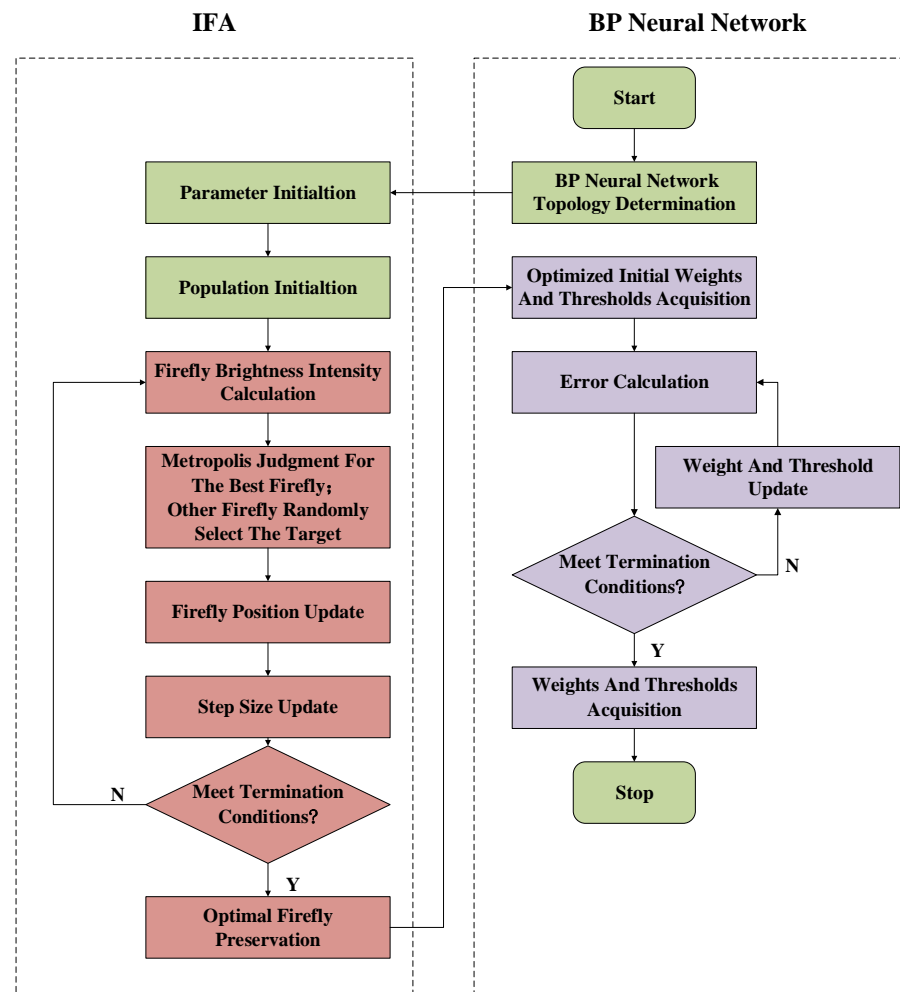 IFA
Parameter Initialtion
Population Initialtion
Firefly Brightness Intensity
Calculation
Metropolis Judgment For
The Best Firefly；
Other Firefly Randomly
Select The Target
Firefly Position Update
Step Size Update
Meet Termination
Conditions?
N
Y
Optimal Firefly
Preservation
BP Neural Network
Start
BP Neural Network
Topology Determination
Optimized Initial Weights
And Thresholds Acquisition
Error Calculation
Weight And Threshold
Update
Meet Termination
Conditions?
N
Y
Weights And Thresholds
Acquisition
Stop